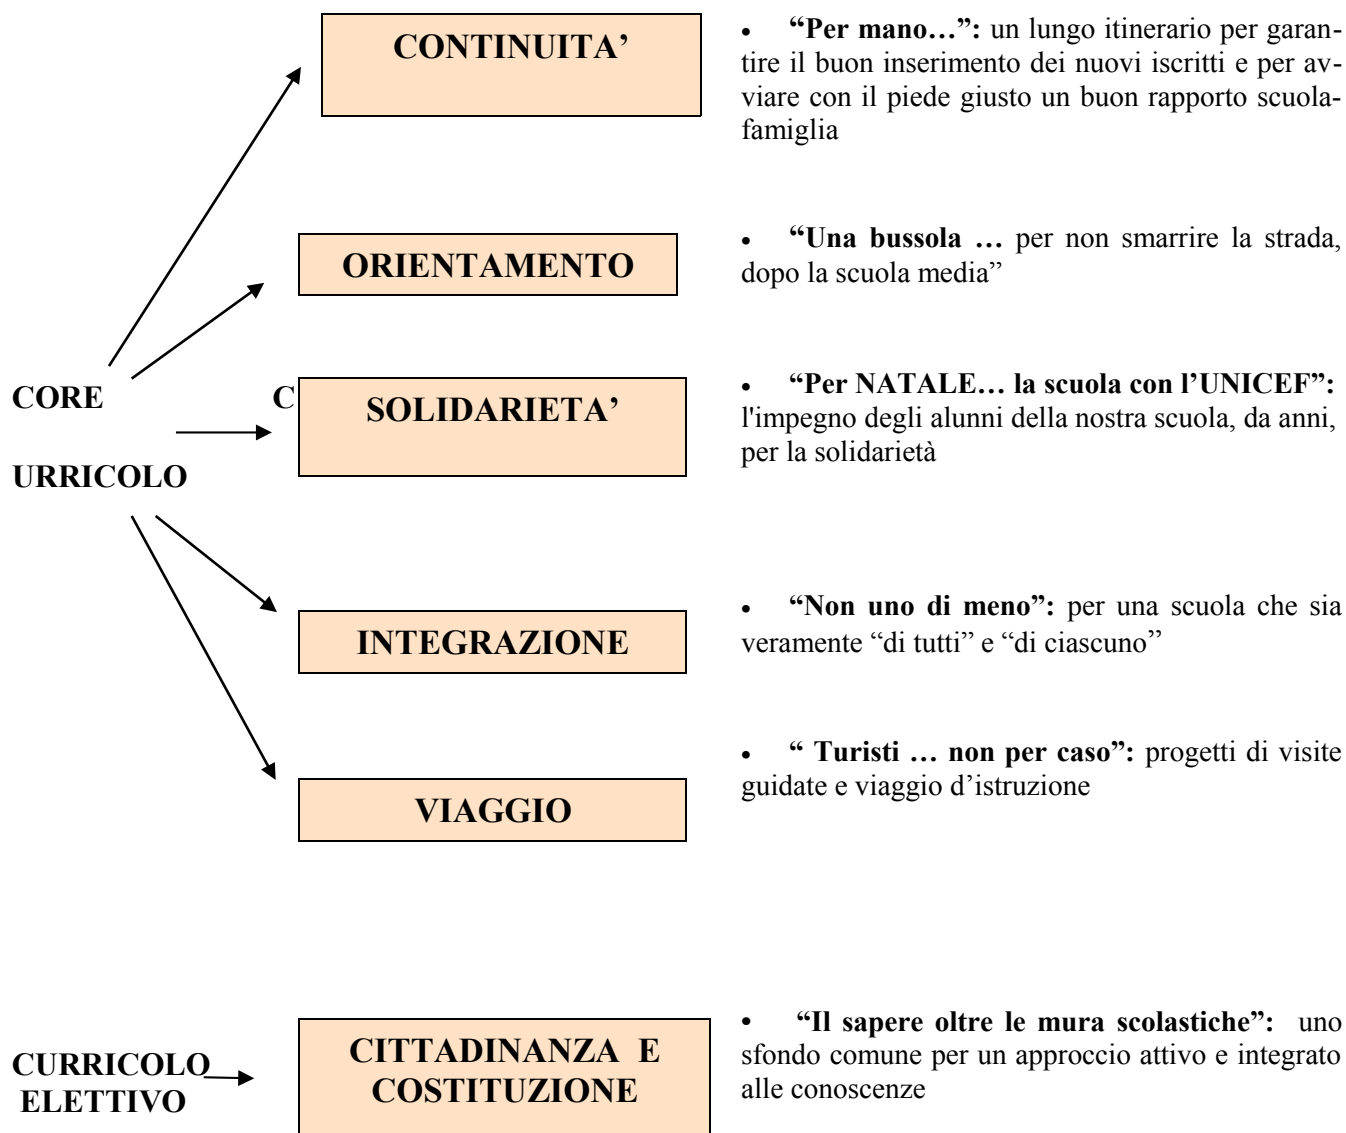 CONTINUITA’
• “Per mano…”: un lungo itinerario per garan-
tire il buon inserimento dei nuovi iscritti e per av-
viare con il piede giusto un buon rapporto scuola-
famiglia
ORIENTAMENTO
• “Una bussola … per non smarrire la strada,
dopo la scuola media”
CORE C
URRICOLO
SOLIDARIETA’
• “Per NATALE… la scuola con l’UNICEF”:
l'impegno degli alunni della nostra scuola, da anni,
per la solidarietà
INTEGRAZIONE
• “Non uno di meno”: per una scuola che sia
veramente “di tutti” e “di ciascuno”
VIAGGIO
• “ Turisti … non per caso”: progetti di visite
guidate e viaggio d’istruzione
CURRICOLO
ELETTIVO
CITTADINANZA E
COSTITUZIONE
• “Il sapere oltre le mura scolastiche”: uno
sfondo comune per un approccio attivo e integrato
alle conoscenze